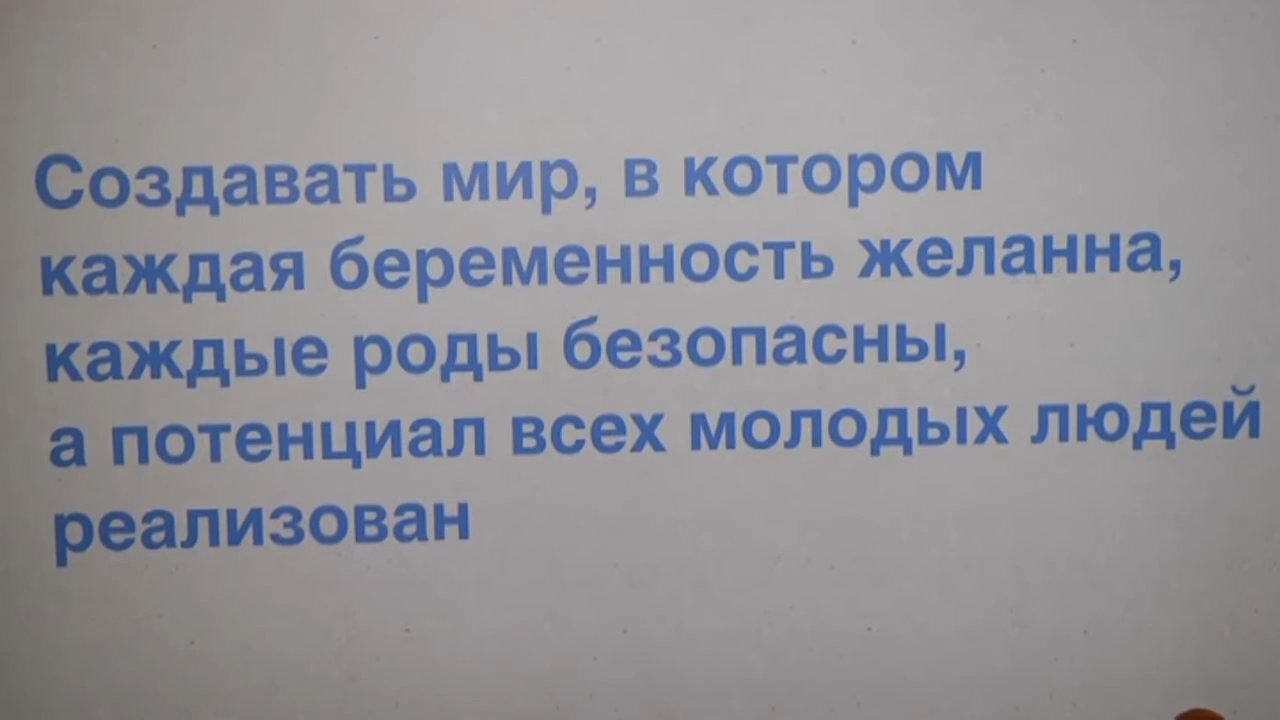 Создавать мир, в котором
каждая беременность желанна,
каждые роды безопасны,
а потенциал всех молодых людей
реализован